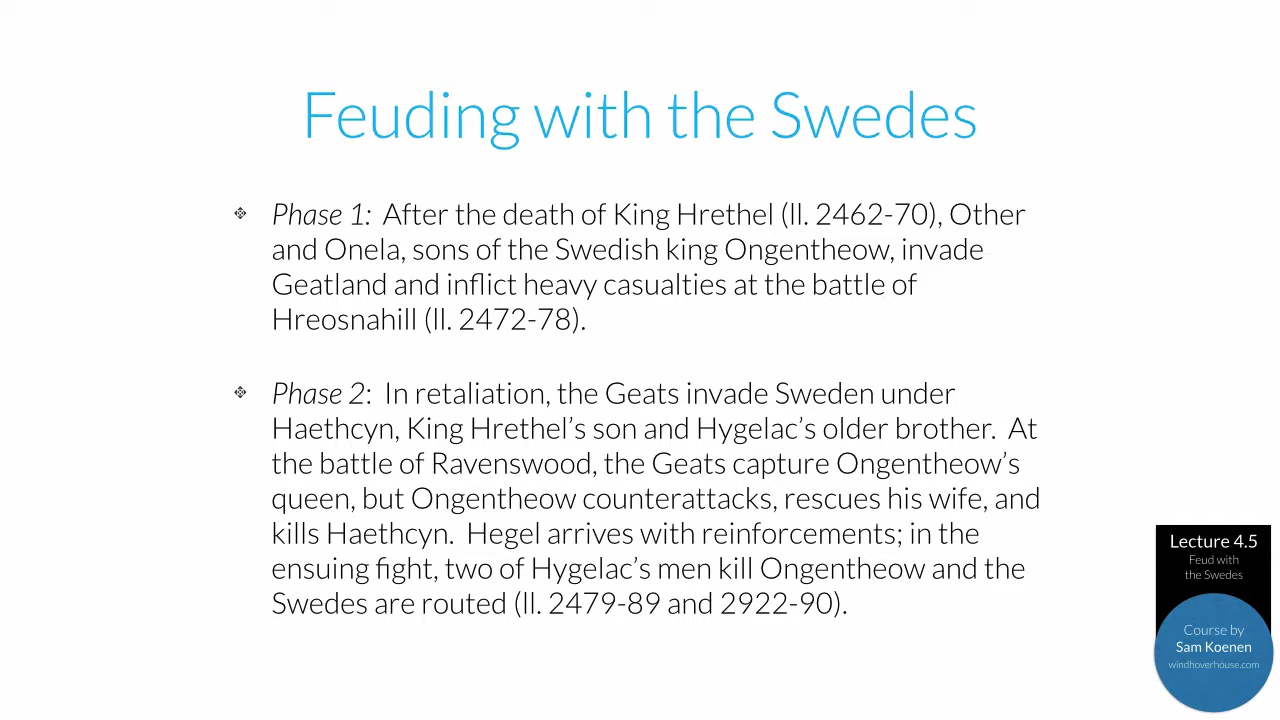 Feuding with the Swedes
Phase 1:  After the death of King Hrethel (ll. 2462-70), Other
and Onela, sons of the Swedish king Ongentheow, invade
Geatland and inflict heavy casualties at the battle of
Hreosnahill (ll. 2472-78).
Phase 2:  In retaliation, the Geats invade Sweden under
Haethcyn, King Hrethel’s son and Hygelac’s older brother.  At
the battle of Ravenswood, the Geats capture Ongentheow’s
queen, but Ongentheow counterattacks, rescues his wife, and
kills Haethcyn.  Hegel arrives with reinforcements; in the
ensuing fight, two of Hygelac’s men kill Ongentheow and the
Swedes are routed (ll. 2479-89 and 2922-90).
Lecture 4.5
Feud with
the Swedes
Course by
Sam Koenen
windhoverhouse.com